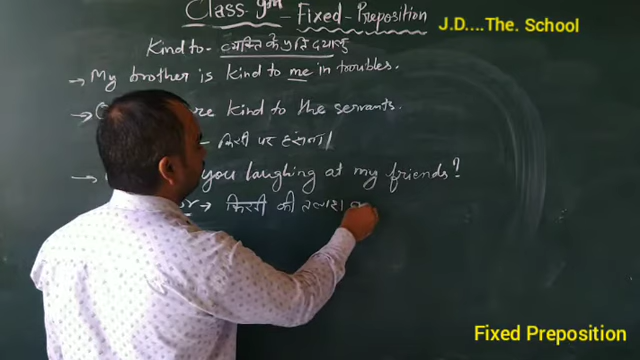 Class-9th - Fixed-Preposition
J.D....The. School
Kind to - व्यक्ति के प्रति दयालु
→ My brother is kind to me in troubles.
→ re kind to the servants.
- किसी पर हंसना
→ you laughing at my friends?
→ किसी की तलाश
Fixed Preposition